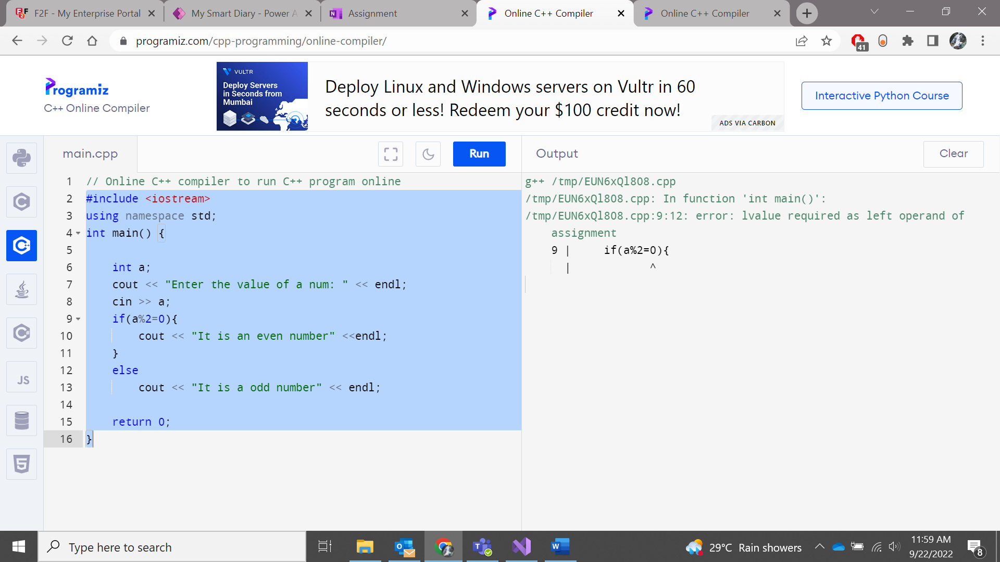 F2F - My Enterprise Portal
My Smart Diary - Power A
Assignment
Online C++ Compiler
Online C++ Compiler
programiz.com/cpp-programming/online-compiler/
41
Programiz
C++ Online Compiler
VULTR
Deploy Servers
in Seconds from
Mumbai
Deploy Linux and Windows servers on Vultr in 60
seconds or less! Redeem your $100 credit now!
ADS VIA CARBON
Interactive Python Course
main.cpp
Run
Output
Clear
1 // Online C++ compiler to run C++ program online
2 #include <iostream>
3 using namespace std;
4 int main() {
5
6 int a;
7 cout << "Enter the value of a num: " << endl;
8 cin >> a;
9 if(a%2=0){
10 cout << "It is an even number" <<endl;
11 }
12 else
13 cout << "It is a odd number" << endl;
14
15 return 0;
16 }
g++ /tmp/EUN6xQl8O8.cpp
/tmp/EUN6xQl8O8.cpp: In function 'int main()':
/tmp/EUN6xQl8O8.cpp:9:12: error: lvalue required as left operand of
assignment
9 | if(a%2=0){
| ^
JS
Type here to search
29°C Rain showers
11:59 AM
9/22/2022
8